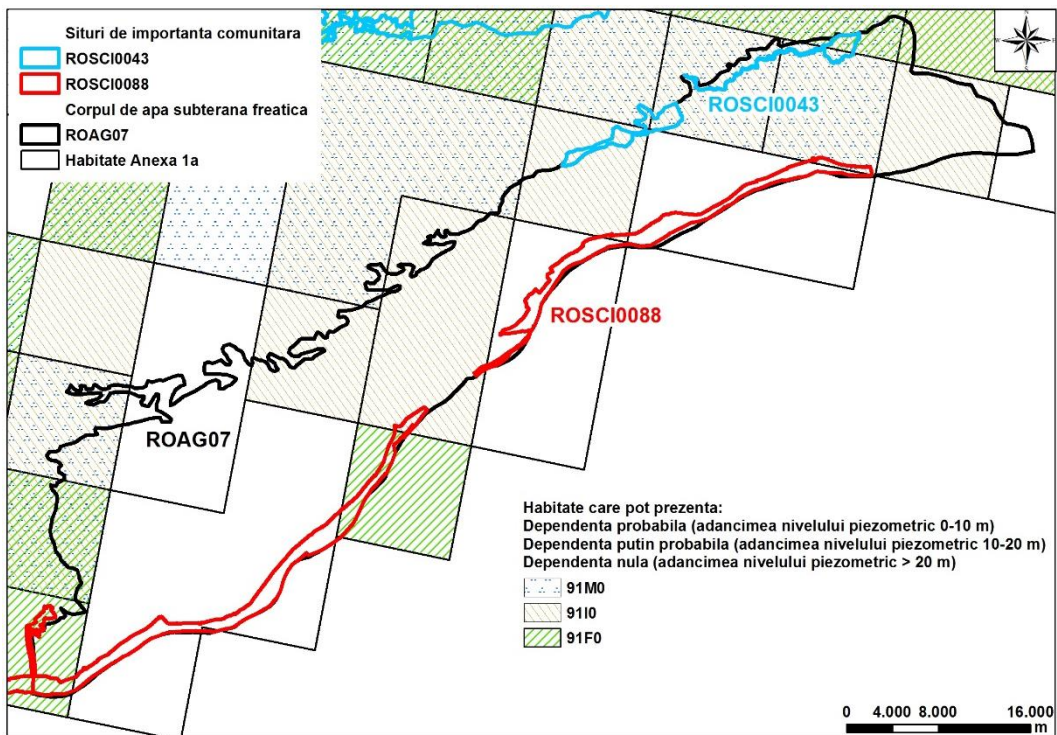 Situri de importanta comunitara
ROSCI0043
ROSCI0088
Corpul de apa subterana freatica
ROAG07
Habitate Anexa 1a
ROSCI0043
ROSCI0088
ROAG07
Habitate care pot prezenta:
Dependenta probabila (adancimea nivelului piezometric 0-10 m)
Dependenta putin probabila (adancimea nivelului piezometric 10-20 m)
Dependenta nula (adancimea nivelului piezometric > 20 m)
91M0
91I0
91F0
0 4.000 8.000 16.000
m